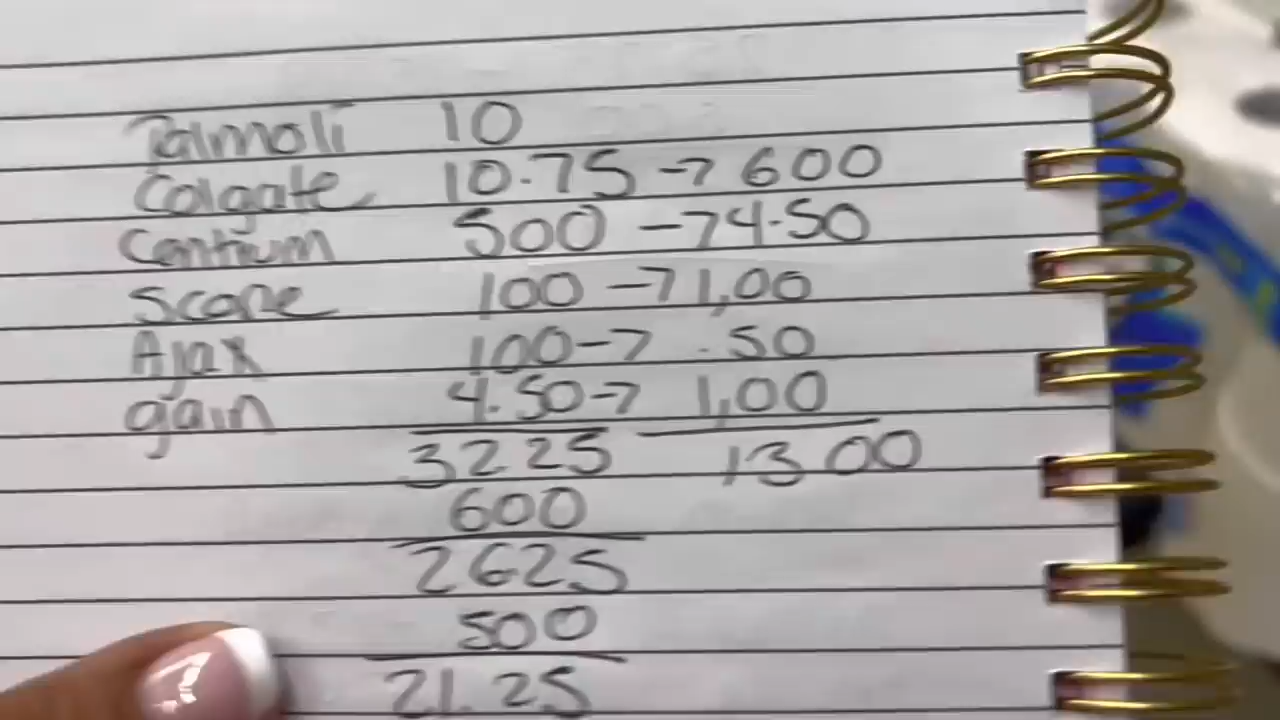 Palmoli 10
Colgate 10.75 → 600
Centrum 500 → 4.50
Scope 100 → 1,00
Ajax 100 → .50
gain 4.50 → 1,00
3225 1300
600
2625
500
21.25